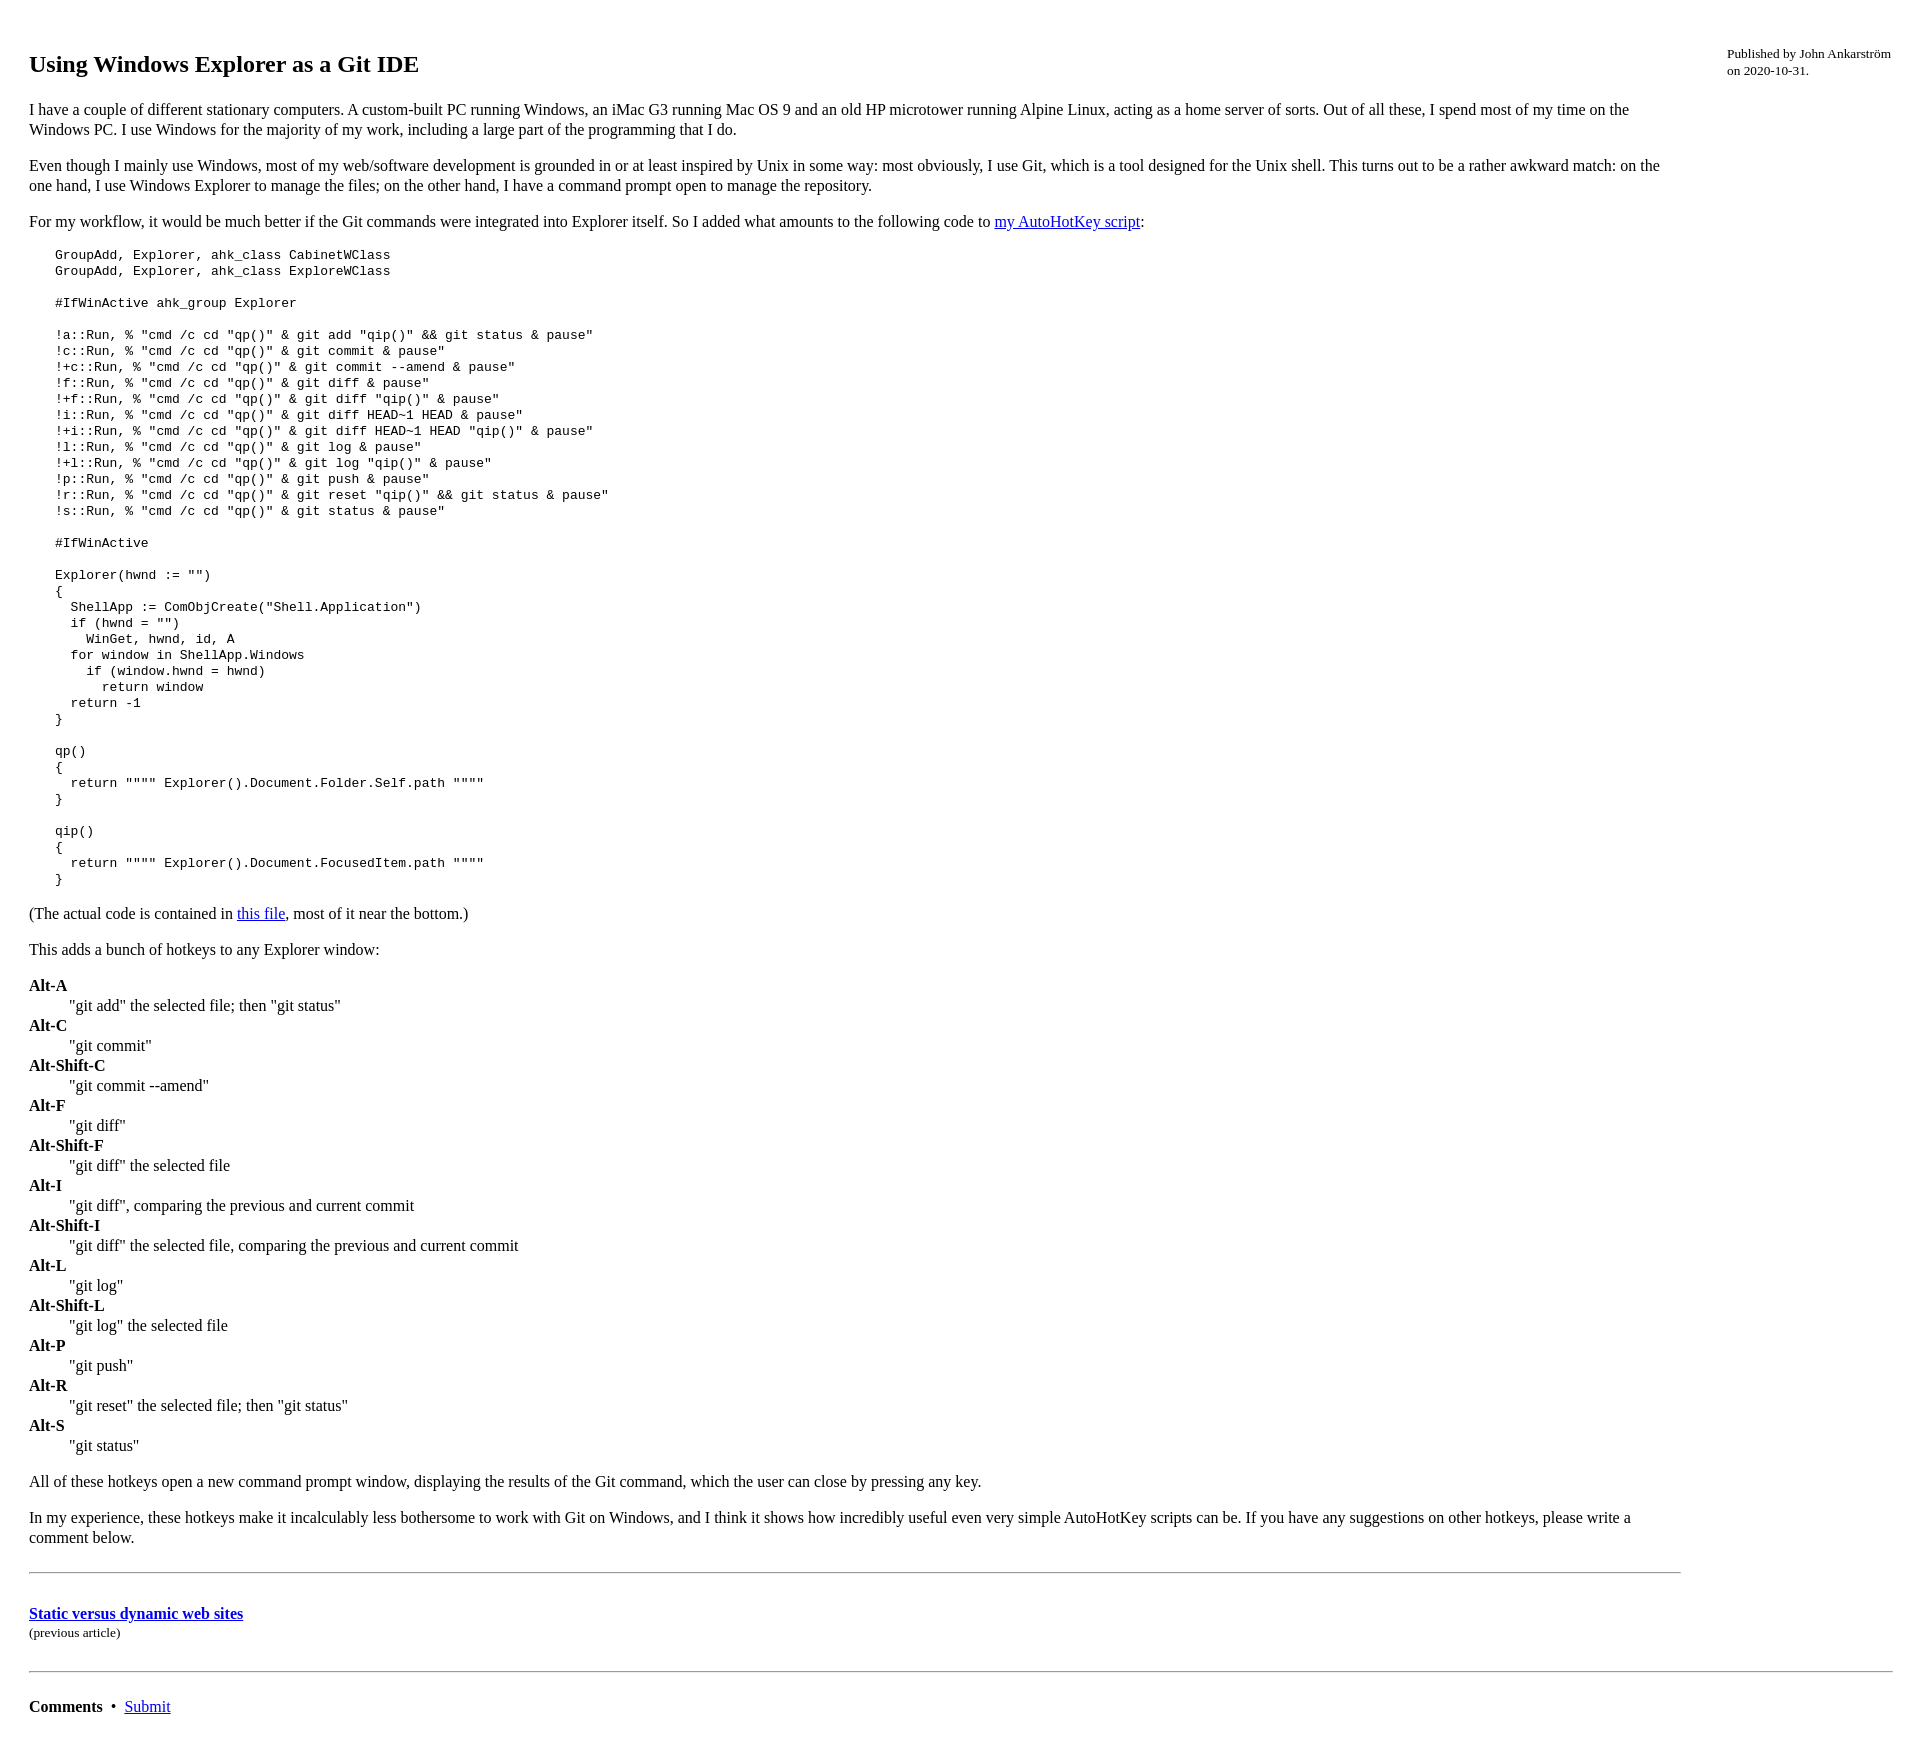 Using Windows Explorer as a Git IDE
Published by John Ankarström
on 2020-10-31.
I have a couple of different stationary computers. A custom-built PC running Windows, an iMac G3 running Mac OS 9 and an old HP microtower running Alpine Linux, acting as a home server of sorts. Out of all these, I spend most of my time on the
Windows PC. I use Windows for the majority of my work, including a large part of the programming that I do.
Even though I mainly use Windows, most of my web/software development is grounded in or at least inspired by Unix in some way: most obviously, I use Git, which is a tool designed for the Unix shell. This turns out to be a rather awkward match: on the
one hand, I use Windows Explorer to manage the files; on the other hand, I have a command prompt open to manage the repository.
For my workflow, it would be much better if the Git commands were integrated into Explorer itself. So I added what amounts to the following code to my AutoHotKey script:
GroupAdd, Explorer, ahk_class CabinetWClass
GroupAdd, Explorer, ahk_class ExploreWClass
#IfWinActive ahk_group Explorer
!a::Run, % "cmd /c cd "qp()" & git add "qip()" && git status & pause"
!c::Run, % "cmd /c cd "qp()" & git commit & pause"
!+c::Run, % "cmd /c cd "qp()" & git commit --amend & pause"
!f::Run, % "cmd /c cd "qp()" & git diff & pause"
!+f::Run, % "cmd /c cd "qp()" & git diff "qip()" & pause"
!i::Run, % "cmd /c cd "qp()" & git diff HEAD~1 HEAD & pause"
!+i::Run, % "cmd /c cd "qp()" & git diff HEAD~1 HEAD "qip()" & pause"
!l::Run, % "cmd /c cd "qp()" & git log & pause"
!+l::Run, % "cmd /c cd "qp()" & git log "qip()" & pause"
!p::Run, % "cmd /c cd "qp()" & git push & pause"
!r::Run, % "cmd /c cd "qp()" & git reset "qip()" && git status & pause"
!s::Run, % "cmd /c cd "qp()" & git status & pause"
#IfWinActive
Explorer(hwnd := "")
{
  ShellApp := ComObjCreate("Shell.Application")
  if (hwnd = "")
    WinGet, hwnd, id, A
  for window in ShellApp.Windows
    if (window.hwnd = hwnd)
      return window
  return -1
}
qp()
{
  return """" Explorer().Document.Folder.Self.path """"
}
qip()
{
  return """" Explorer().Document.FocusedItem.path """"
}
(The actual code is contained in this file, most of it near the bottom.)
This adds a bunch of hotkeys to any Explorer window:
Alt-A
"git add" the selected file; then "git status"
Alt-C
"git commit"
Alt-Shift-C
"git commit --amend"
Alt-F
"git diff"
Alt-Shift-F
"git diff" the selected file
Alt-I
"git diff", comparing the previous and current commit
Alt-Shift-I
"git diff" the selected file, comparing the previous and current commit
Alt-L
"git log"
Alt-Shift-L
"git log" the selected file
Alt-P
"git push"
Alt-R
"git reset" the selected file; then "git status"
Alt-S
"git status"
All of these hotkeys open a new command prompt window, displaying the results of the Git command, which the user can close by pressing any key.
In my experience, these hotkeys make it incalculably less bothersome to work with Git on Windows, and I think it shows how incredibly useful even very simple AutoHotKey scripts can be. If you have any suggestions on other hotkeys, please write a
comment below.
Static versus dynamic web sites
(previous article)
Comments • Submit